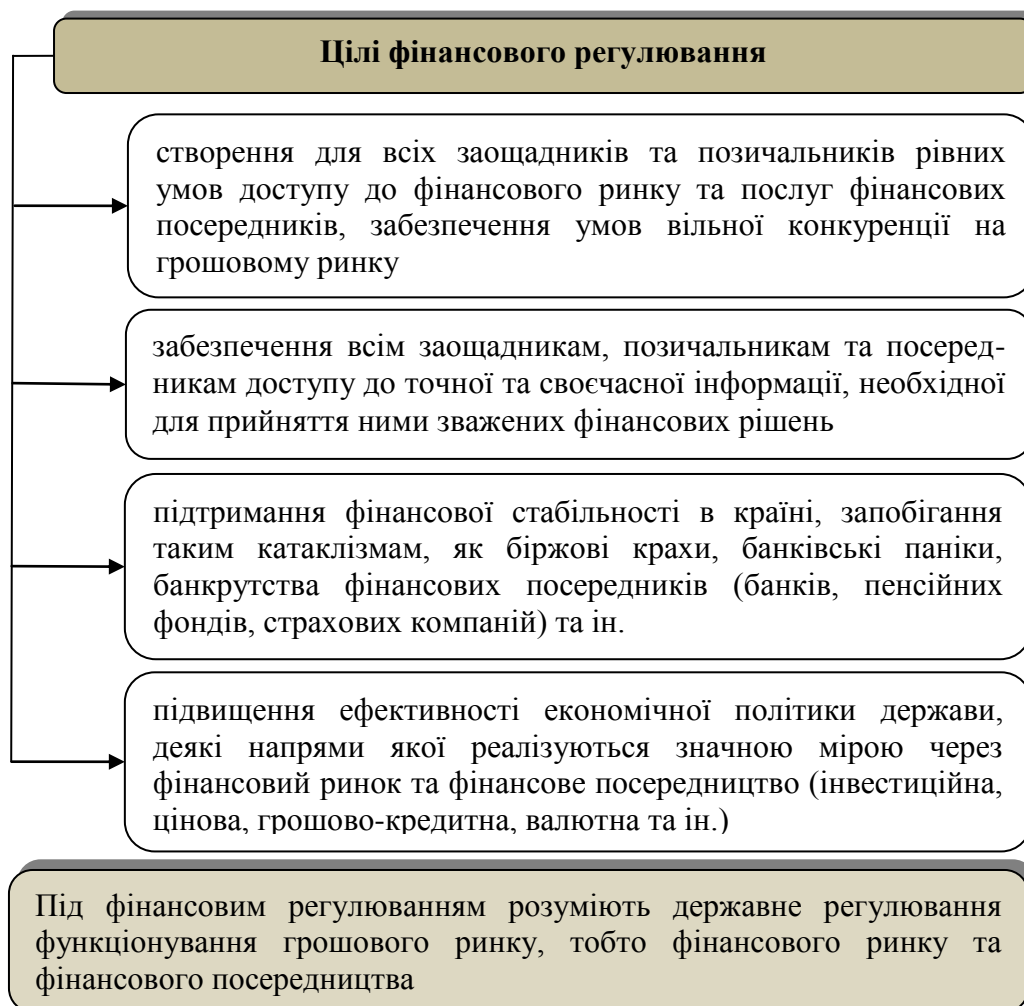 Цілі фінансового регулювання
створення для всіх заощадників та позичальників рівних
умов доступу до фінансового ринку та послуг фінансових
посередників, забезпечення умов вільної конкуренції на
грошовому ринку
забезпечення всім заощадникам, позичальникам та посеред-
никам доступу до точної та своєчасної інформації, необхідної
для прийняття ними зважених фінансових рішень
підтримання фінансової стабільності в країні, запобігання
таким катаклізмам, як біржові крахи, банківські паніки,
банкрутства фінансових посередників (банків, пенсійних
фондів, страхових компаній) та ін.
підвищення ефективності економічної політики держави,
деякі напрями якої реалізуються значною мірою через
фінансовий ринок та фінансове посередництво (інвестиційна,
цінова, грошово-кредитна, валютна та ін.)
Під фінансовим регулюванням розуміють державне регулювання
функціонування грошового ринку, тобто фінансового ринку та
фінансового посередництва